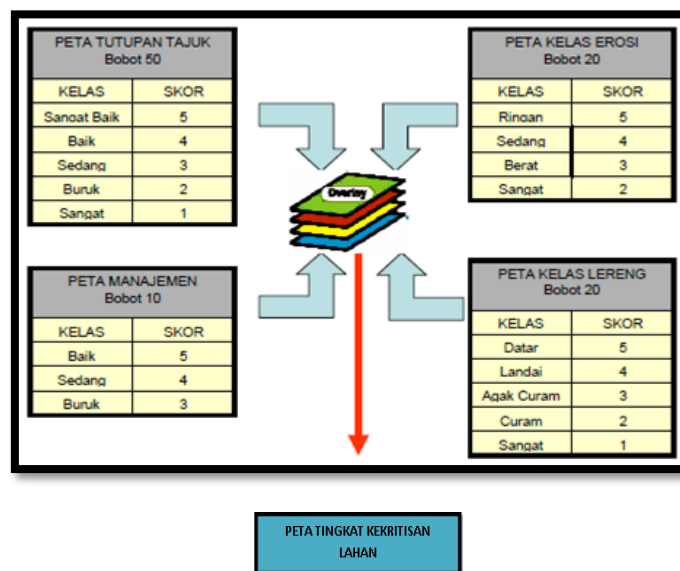 PETA TUTUPAN TAJUK
Bobot 50
KELAS SKOR
Sangat Baik 5
Baik 4
Sedang 3
Buruk 2
Sangat 1
PETA KELAS EROSI
Bobot 20
KELAS SKOR
Ringan 5
Sedang 4
Berat 3
Sangat 2
Overlay
PETA MANAJEMEN
Bobot 10
KELAS SKOR
Baik 5
Sedang 4
Buruk 3
PETA KELAS LERENG
Bobot 20
KELAS SKOR
Datar 5
Landai 4
Agak Curam 3
Curam 2
Sangat 1
PETA TINGKAT KEKRITISAN
LAHAN